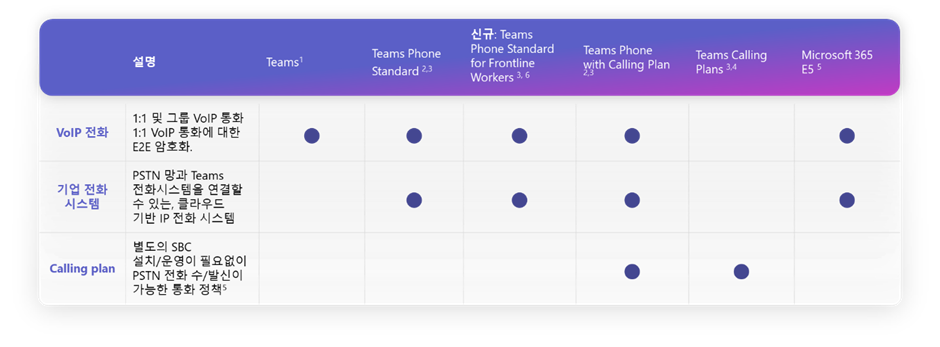 설명
Teams1
Teams Phone
Standard 2,3
신규: Teams
Phone Standard
for Frontline
Workers 3, 6
Teams Phone
with Calling Plan
2,3
Teams Calling
Plans 3,4
Microsoft 365
E5 5
VoIP 전화
1:1 및 그룹 VoIP 통화
1:1 VoIP 통화에 대한
E2E 암호화.
기업 전화
시스템
PSTN 망과 Teams
전화시스템을 연결할
수 있는, 클라우드
기반 IP 전화 시스템
Calling plan
별도의 SBC
설치/운영이 필요없이
PSTN 전화 수/발신이
가능한 통화 정책5